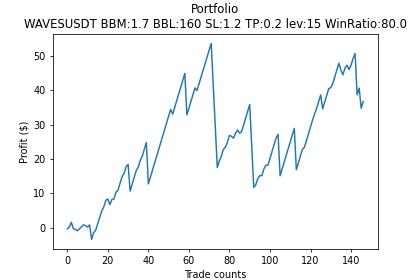 Portfolio
WAVESUSDT BBM:1.7 BBL:160 SL:1.2 TP:0.2 lev:15 WinRatio:80.0
Profit ($)
50
40
30
20
10
0
0 20 40 60 80 100 120 140
Trade counts